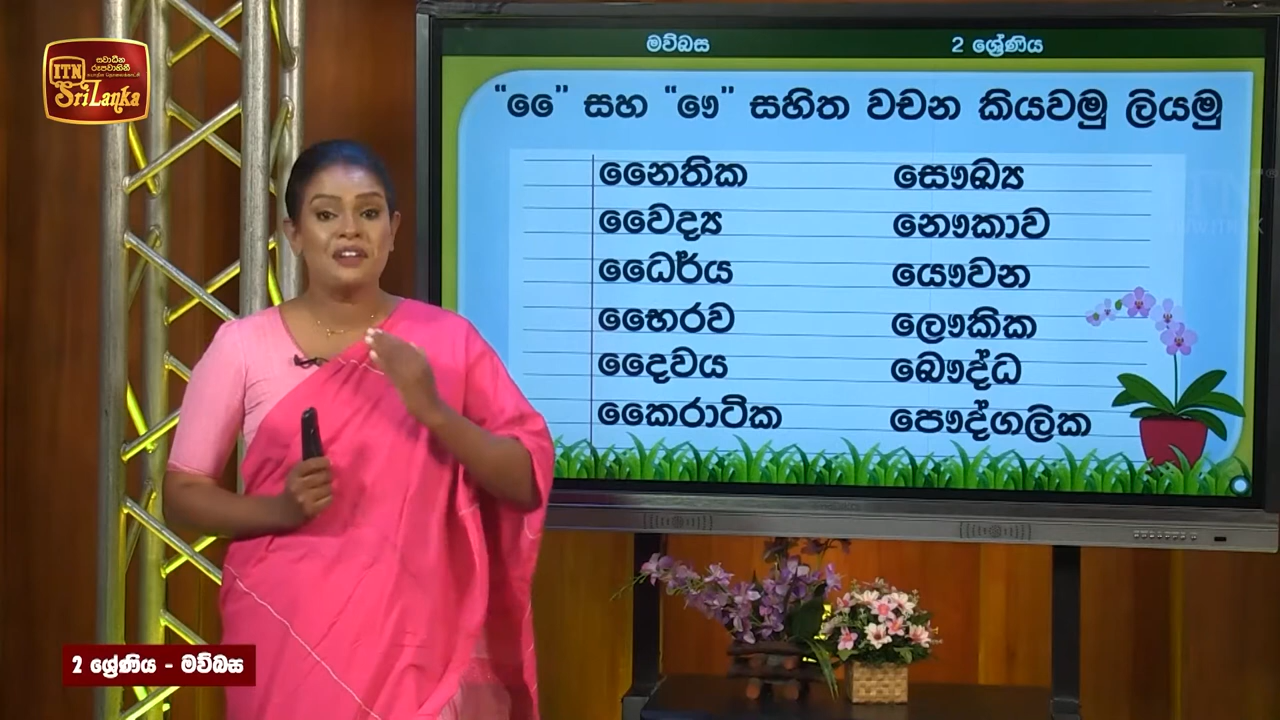 ස්වාධීන
රූපවාහිනී
ITN
Sri Lanka
මව්බස 2 ශ්‍රේණිය
“ෛ” සහ “ෞ” සහිත වචන කියවමු ලියමු
නෛතික සෞඛ්‍ය
වෛද්‍ය නෞකාව
ධෛර්ය යෞවන
භෛරව ලෞකික
දෛවය බෞද්ධ
කෛරාටික පෞද්ගලික
2 ශ්‍රේණිය - මව්බස